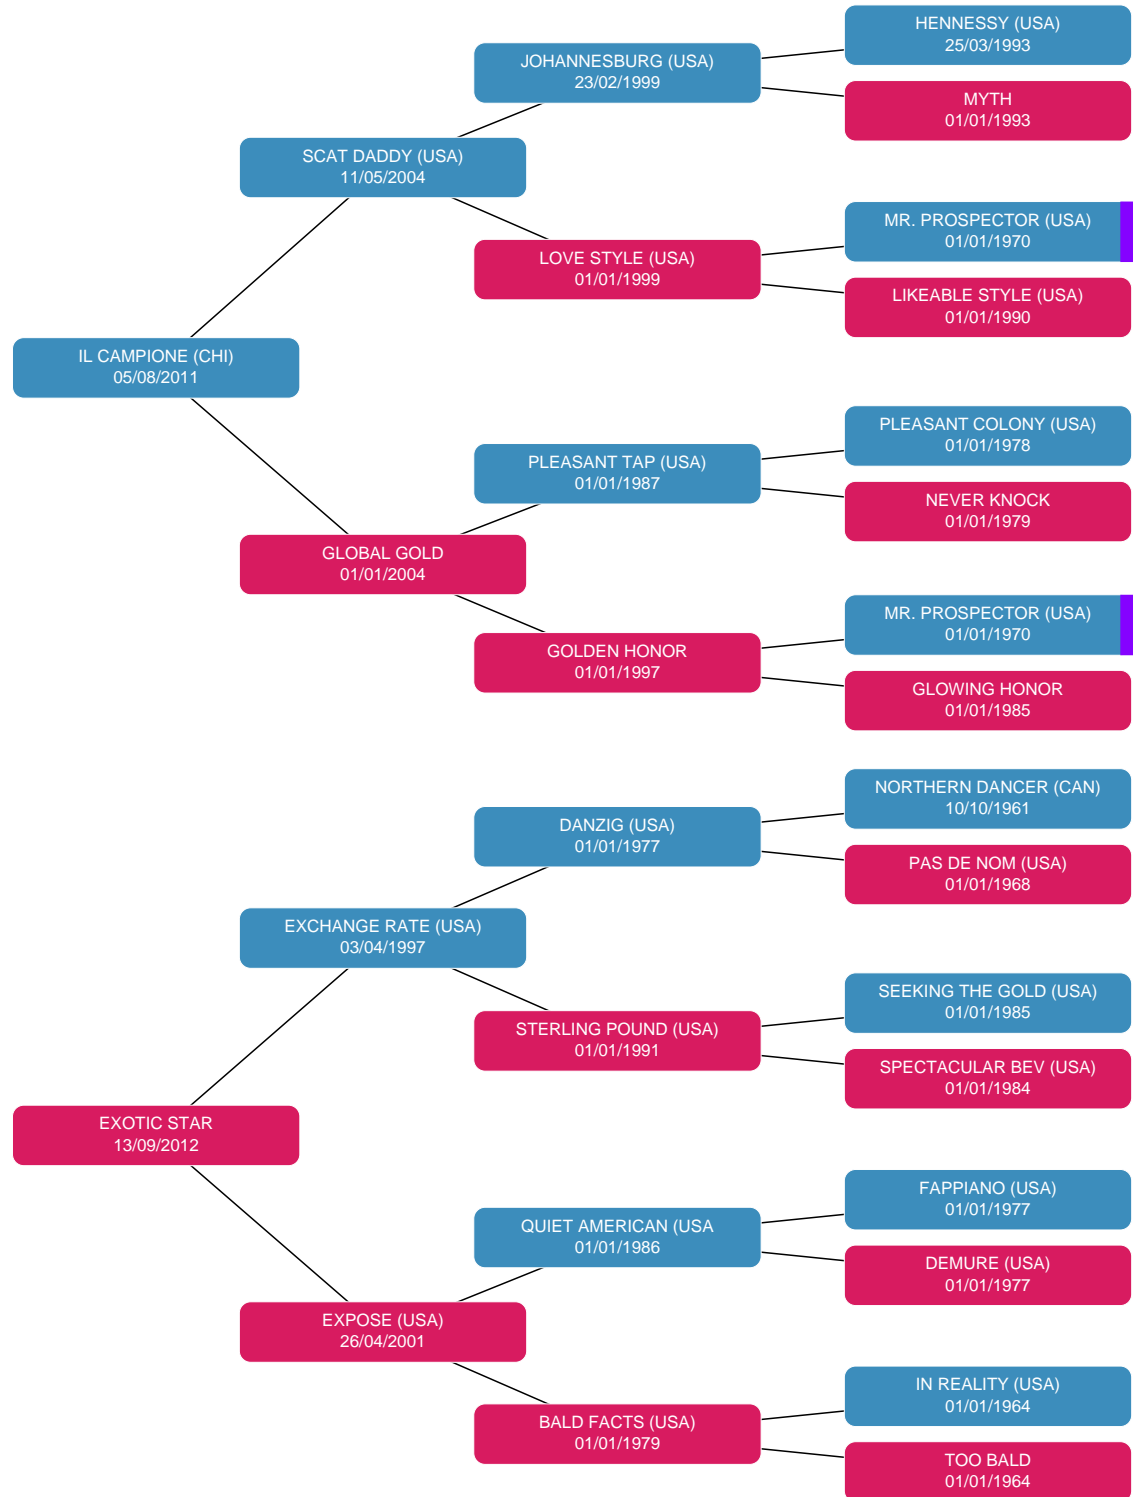 HENNESSY (USA)
25/03/1993
JOHANNESBURG (USA)
23/02/1999
MYTH
01/01/1993
SCAT DADDY (USA)
11/05/2004
MR. PROSPECTOR (USA)
01/01/1970
LOVE STYLE (USA)
01/01/1999
LIKEABLE STYLE (USA)
01/01/1990
IL CAMPIONE (CHI)
05/08/2011
PLEASANT COLONY (USA)
01/01/1978
PLEASANT TAP (USA)
01/01/1987
NEVER KNOCK
01/01/1979
GLOBAL GOLD
01/01/2004
MR. PROSPECTOR (USA)
01/01/1970
GOLDEN HONOR
01/01/1997
GLOWING HONOR
01/01/1985
NORTHERN DANCER (CAN)
10/10/1961
DANZIG (USA)
01/01/1977
PAS DE NOM (USA)
01/01/1968
EXCHANGE RATE (USA)
03/04/1997
SEEKING THE GOLD (USA)
01/01/1985
STERLING POUND (USA)
01/01/1991
SPECTACULAR BEV (USA)
01/01/1984
EXOTIC STAR
13/09/2012
FAPPIANO (USA)
01/01/1977
QUIET AMERICAN (USA
01/01/1986
DEMURE (USA)
01/01/1977
EXPOSE (USA)
26/04/2001
IN REALITY (USA)
01/01/1964
BALD FACTS (USA)
01/01/1979
TOO BALD
01/01/1964